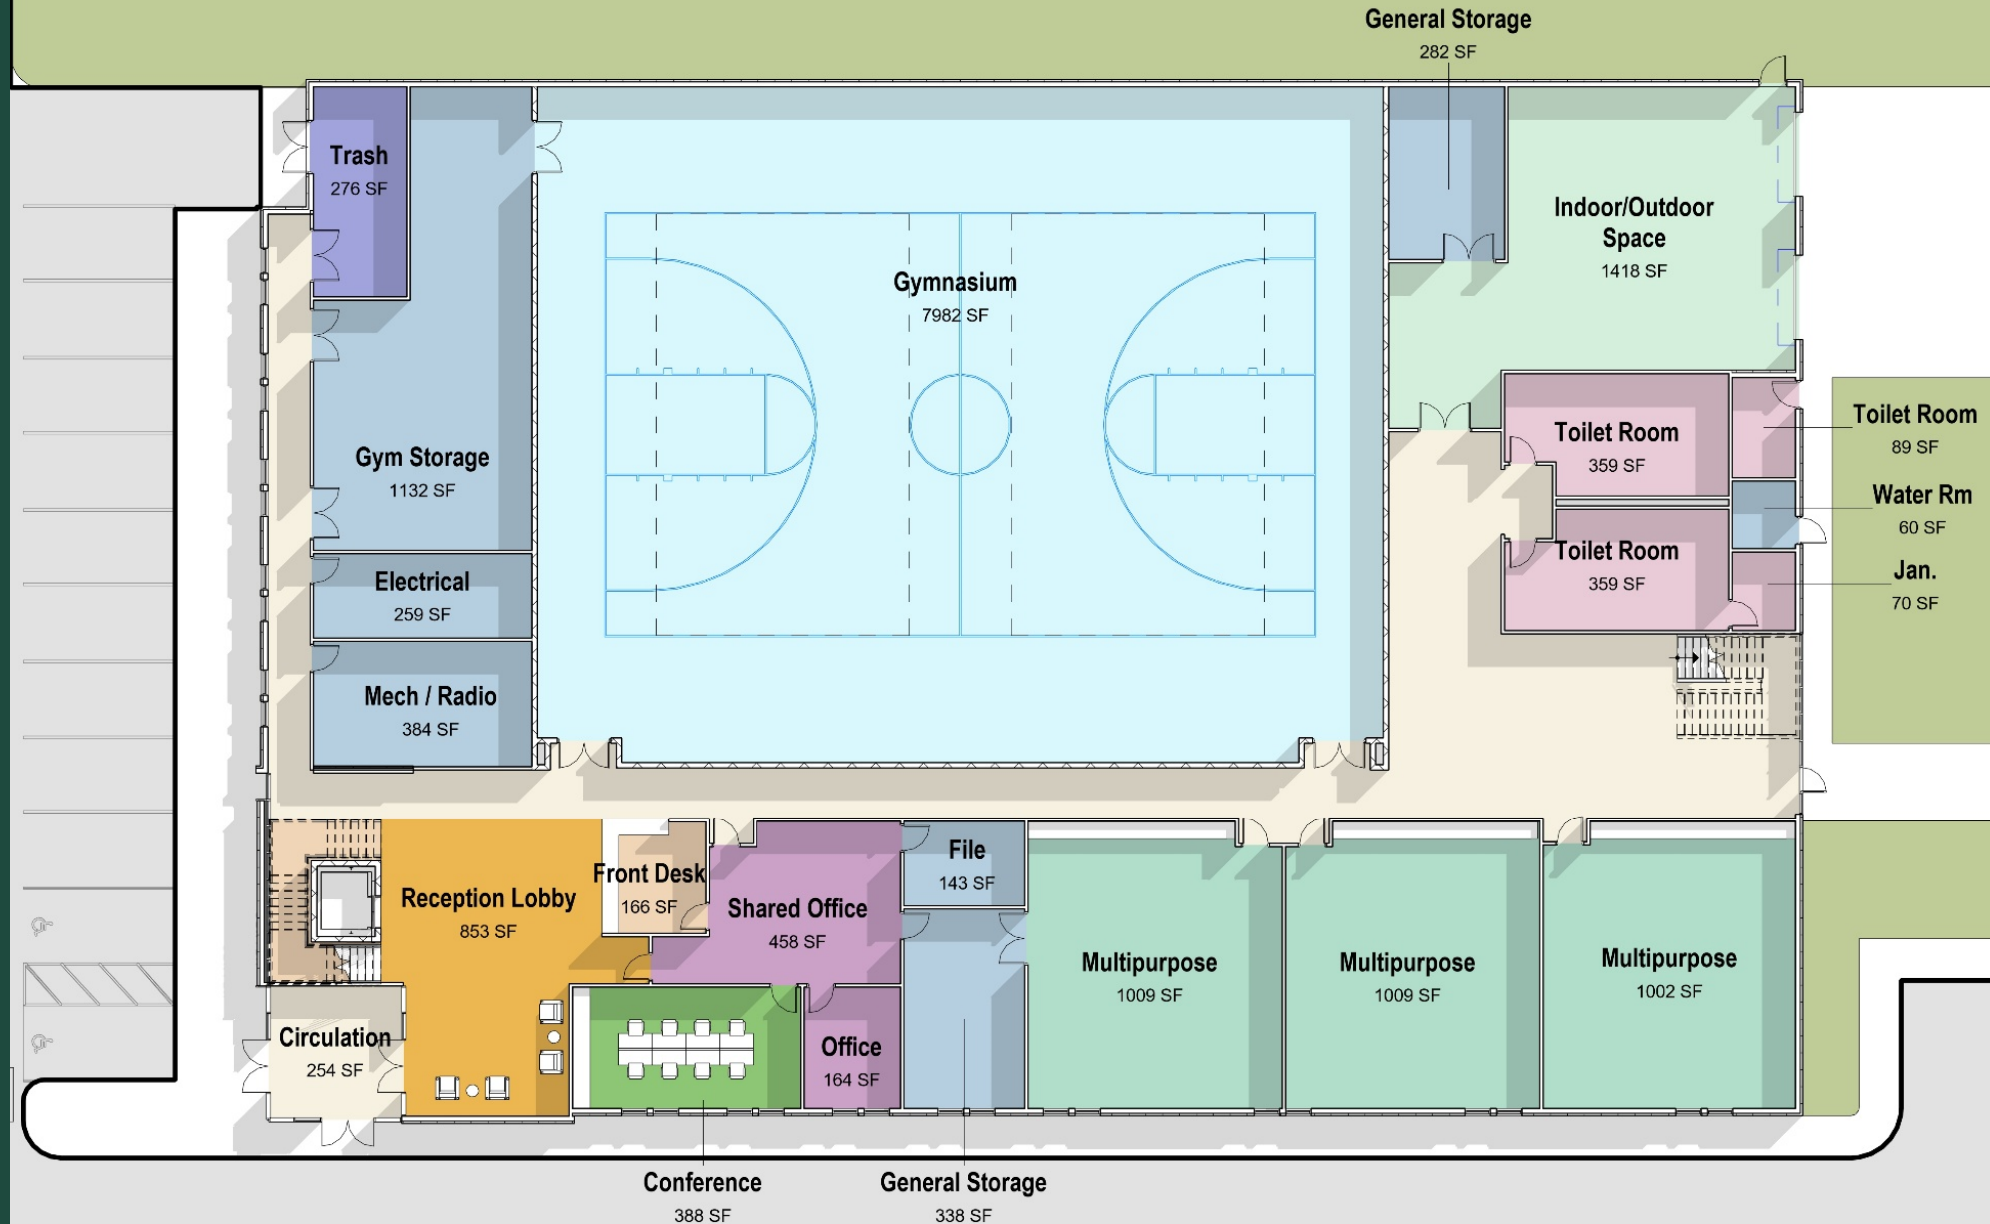 General Storage
282 SF
Trash
276 SF
Indoor/Outdoor
Space
1418 SF
Gymnasium
7982 SF
Gym Storage
1132 SF
Toilet Room
359 SF
Toilet Room
89 SF
Water Rm
60 SF
Toilet Room
359 SF
Jan.
70 SF
Electrical
259 SF
Mech / Radio
384 SF
Reception Lobby
853 SF
Front Desk
166 SF
Shared Office
458 SF
File
143 SF
Multipurpose
1009 SF
Multipurpose
1009 SF
Multipurpose
1002 SF
Circulation
254 SF
Office
164 SF
Conference
388 SF
General Storage
338 SF